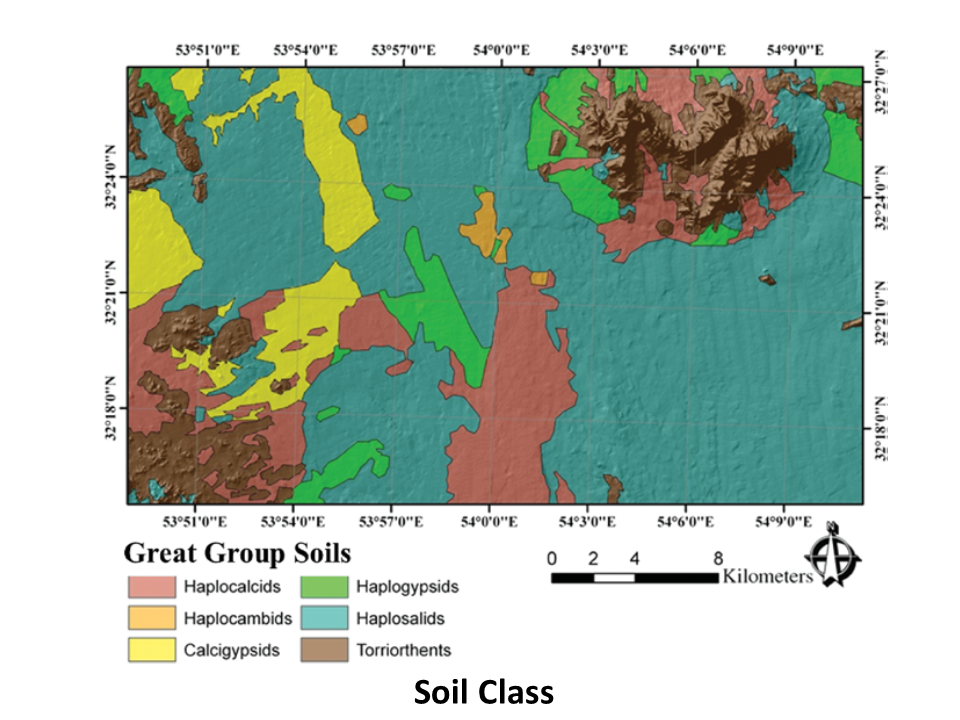 53°51'0"E 53°54'0"E 53°57'0"E 54°0'0"E 54°3'0"E 54°6'0"E 54°9'0"E
32°27'0"N
32°24'0"N 32°24'0"N
32°21'0"N 32°21'0"N
32°18'0"N 32°18'0"N
53°51'0"E 53°54'0"E 53°57'0"E 54°0'0"E 54°3'0"E 54°6'0"E 54°9'0"E
Great Group Soils
Haplocalcids Haplogypsids
Haplocambids Haplosalids
Calcigypsids Torriorthents
0 2 4 8
Kilometers
Soil Class